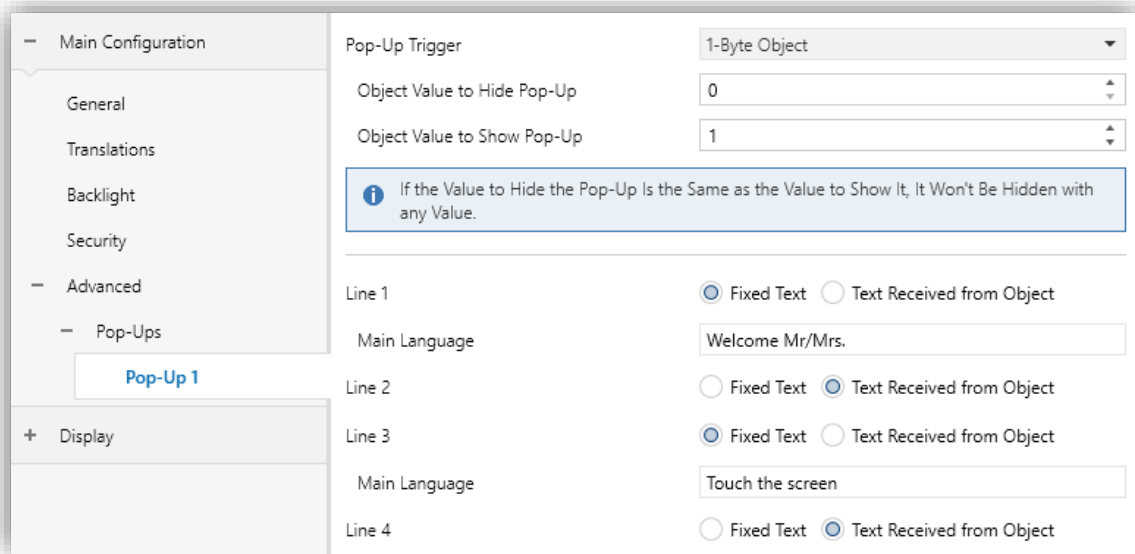 Main Configuration
General
Translations
Backlight
Security
Advanced
Pop-Ups
Pop-Up 1
Display
Pop-Up Trigger
1-Byte Object
Object Value to Hide Pop-Up
0
Object Value to Show Pop-Up
1
If the Value to Hide the Pop-Up Is the Same as the Value to Show It, It Won't Be Hidden with
any Value.
Line 1
Fixed Text
Text Received from Object
Main Language
Welcome Mr/Mrs.
Line 2
Fixed Text
Text Received from Object
Line 3
Fixed Text
Text Received from Object
Main Language
Touch the screen
Line 4
Fixed Text
Text Received from Object